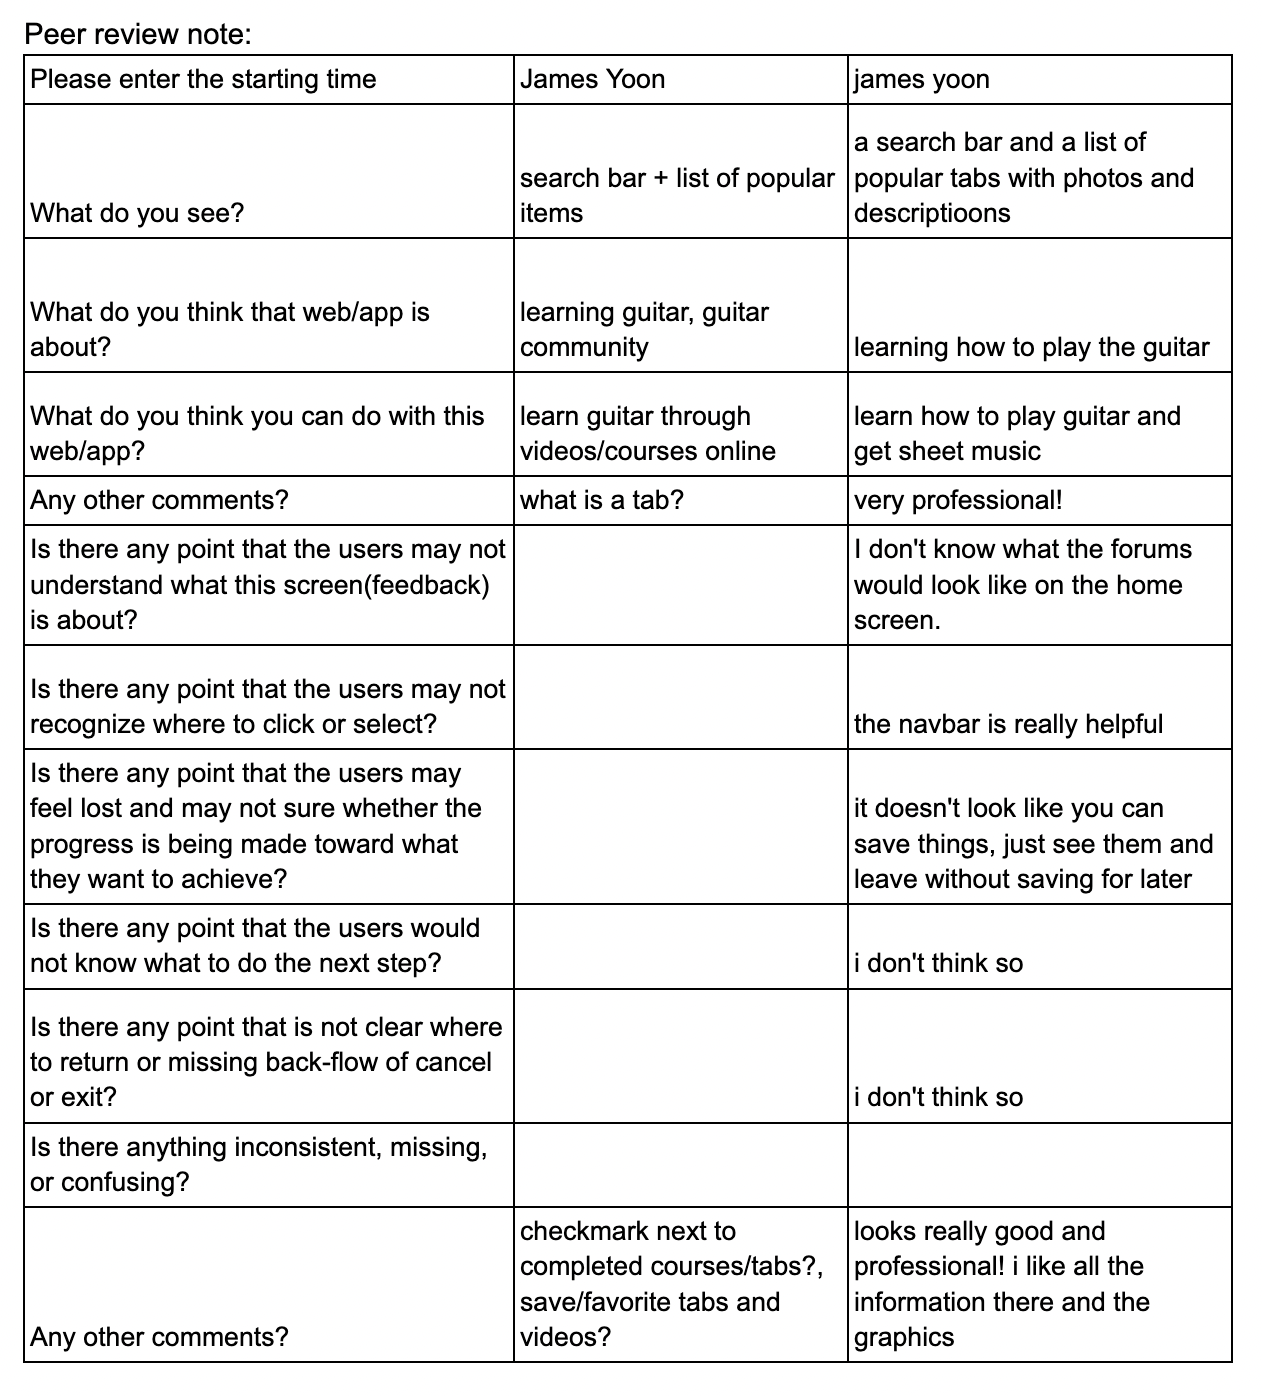 Peer review note:
Please enter the starting time
James Yoon
james yoon
What do you see?
search bar + list of popular
items
a search bar and a list of
popular tabs with photos and
descriptioons
What do you think that web/app is
about?
learning guitar, guitar
community
learning how to play the guitar
What do you think you can do with this
web/app?
learn guitar through
videos/courses online
learn how to play guitar and
get sheet music
Any other comments?
what is a tab?
very professional!
Is there any point that the users may not
understand what this screen(feedback)
is about?
I don't know what the forums
would look like on the home
screen.
Is there any point that the users may not
recognize where to click or select?
the navbar is really helpful
Is there any point that the users may
feel lost and may not sure whether the
progress is being made toward what
they want to achieve?
it doesn't look like you can
save things, just see them and
leave without saving for later
Is there any point that the users would
not know what to do the next step?
i don't think so
Is there any point that is not clear where
to return or missing back-flow of cancel
or exit?
i don't think so
Is there anything inconsistent, missing,
or confusing?
Any other comments?
checkmark next to
completed courses/tabs?,
save/favorite tabs and
videos?
looks really good and
professional! i like all the
information there and the
graphics